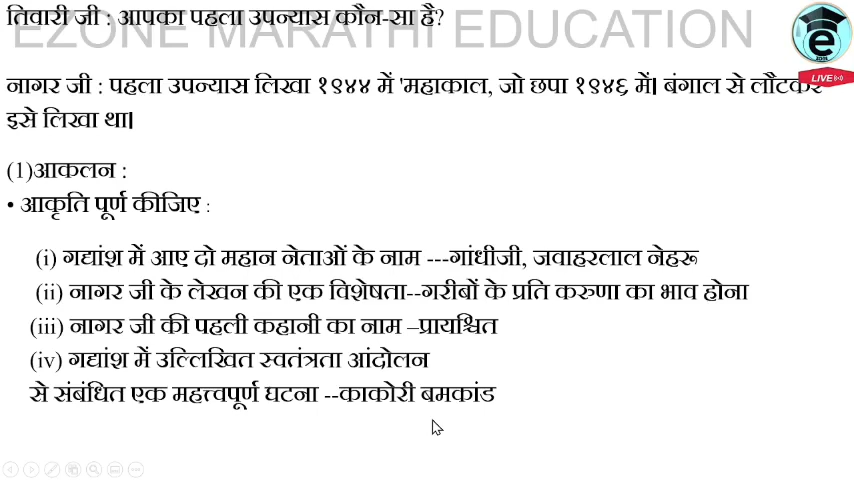 EZONE MARATHI EDUCATION
तिवारी जी : आपका पहला उपन्यास कौन-सा है?
e
EZONE
LIVE
नागर जी : पहला उपन्यास लिखा १९४४ में 'महाकाल, जो छपा १९४६ में। बंगाल से लौटकर
इसे लिखा था।
(1)आकलन :
• आकृति पूर्ण कीजिए :
(i) गद्यांश में आए दो महान नेताओं के नाम ---गांधीजी, जवाहरलाल नेहरू
(ii) नागर जी के लेखन की एक विशेषता--गरीबों के प्रति करुणा का भाव होना
(iii) नागर जी की पहली कहानी का नाम –प्रायश्चित
(iv) गद्यांश में उल्लिखित स्वतंत्रता आंदोलन
से संबंधित एक महत्त्वपूर्ण घटना --काकोरी बमकांड